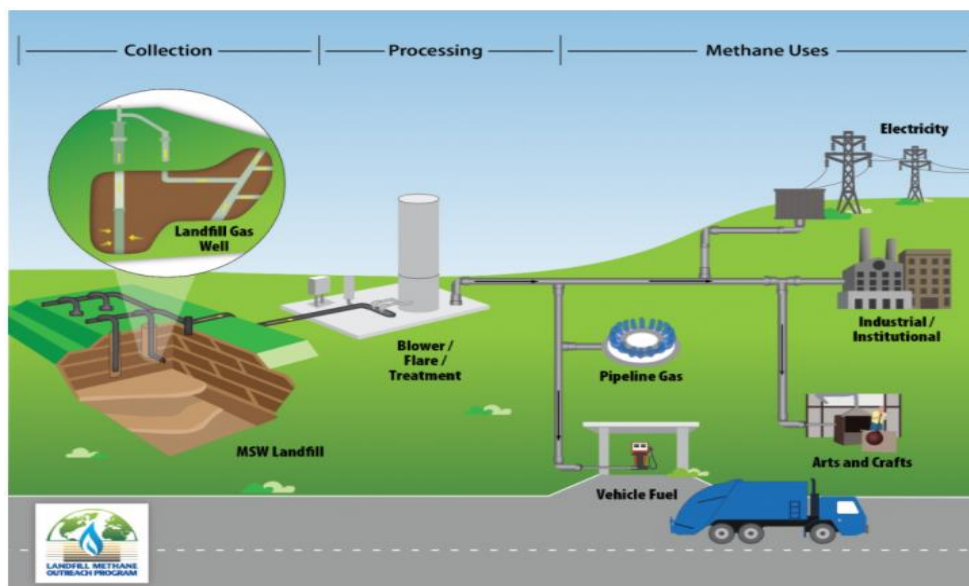 Collection
Processing
Methane Uses
Electricity
Landfill Gas
Well
Industrial /
Institutional
Blower /
Flare /
Treatment
Pipeline Gas
MSW Landfill
Arts and Crafts
Vehicle Fuel
LANDFILL METHANE
OUTREACH PROGRAM